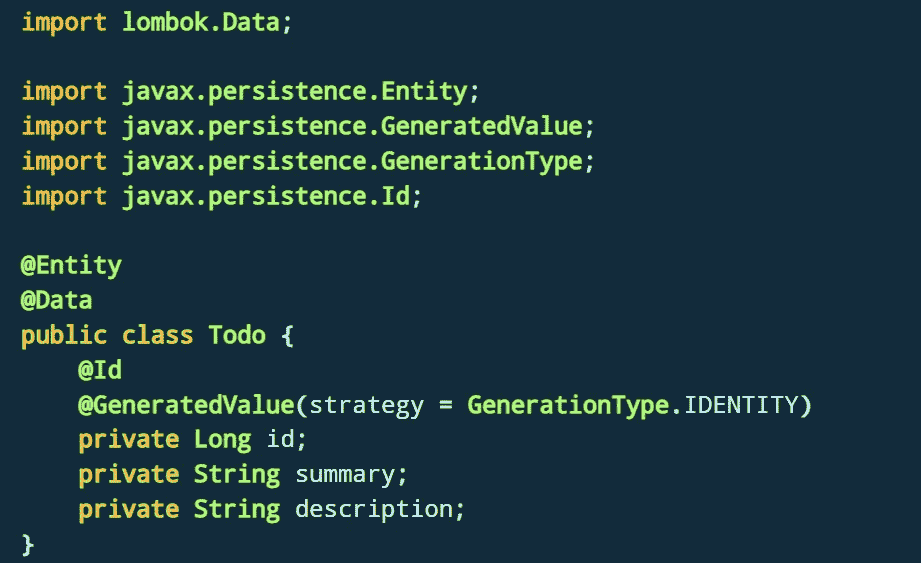 import lombok.Data;

import javax.persistence.Entity;
import javax.persistence.GeneratedValue;
import javax.persistence.GenerationType;
import javax.persistence.Id;

@Entity
@Data
public class Todo {
    @Id
    @GeneratedValue(strategy = GenerationType.IDENTITY)
    private Long id;
    private String summary;
    private String description;
}